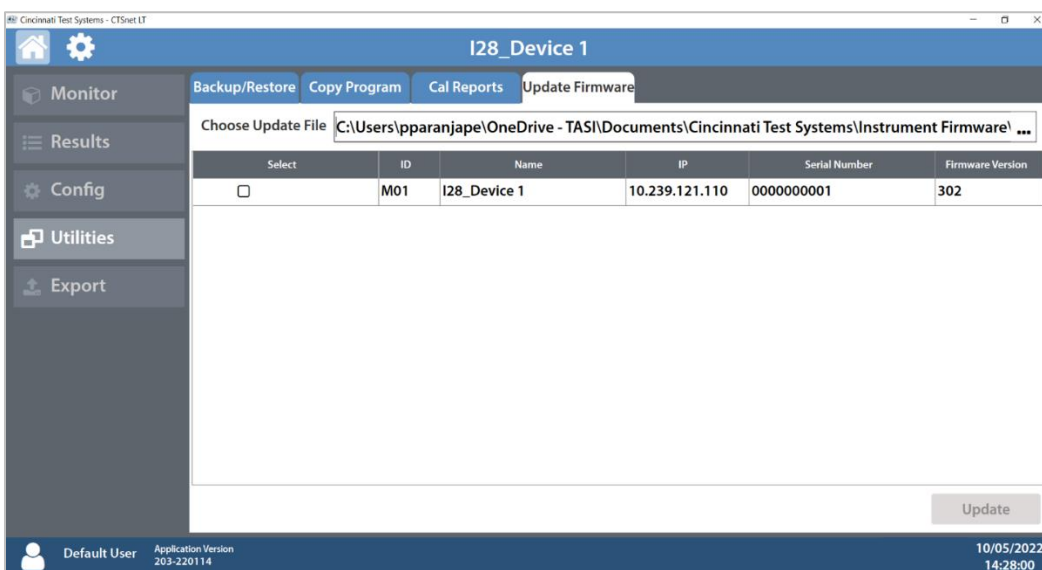 Cincinnati Test Systems - CTSnet LT
I28_Device 1
Monitor
Results
Config
Utilities
Export
Backup/Restore Copy Program Cal Reports Update Firmware
Choose Update File C:\Users\pparanjape\OneDrive - TASI\Documents\Cincinnati Test Systems\Instrument Firmware\ ...
Select ID Name IP Serial Number Firmware Version
M01 I28_Device 1 10.239.121.110 0000000001 302
Update
Default User
Application Version
203-220114
10/05/2022
14:28:00